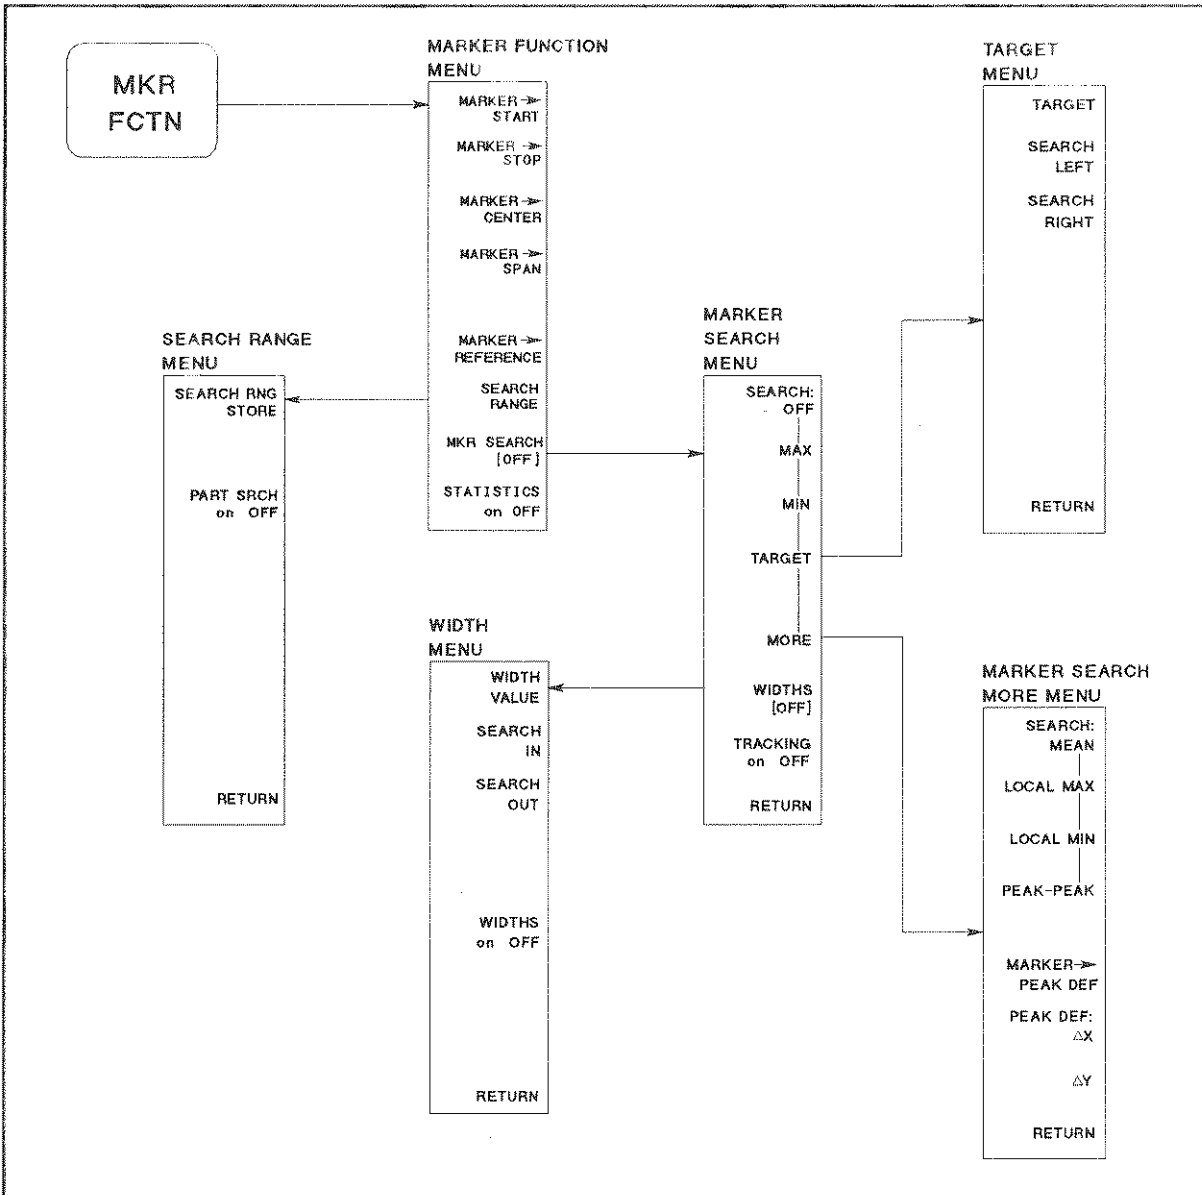 MKR
FCTN
MARKER FUNCTION
MENU
MARKER→
START
MARKER→
STOP
MARKER→
CENTER
MARKER→
SPAN
MARKER→
REFERENCE
SEARCH
RANGE
MKR SEARCH
[OFF]
STATISTICS
on OFF
SEARCH RANGE
MENU
SEARCH RNG
STORE
PART SRCH
on OFF
RETURN
MARKER
SEARCH
MENU
SEARCH:
OFF
MAX
MIN
TARGET
MORE
WIDTHS
[OFF]
TRACKING
on OFF
RETURN
WIDTH
MENU
WIDTH
VALUE
SEARCH
IN
SEARCH
OUT
WIDTHS
on OFF
RETURN
TARGET
MENU
TARGET
SEARCH
LEFT
SEARCH
RIGHT
RETURN
MARKER SEARCH
MORE MENU
SEARCH:
MEAN
LOCAL MAX
LOCAL MIN
PEAK-PEAK
MARKER→
PEAK DEF
PEAK DEF:
△X
△Y
RETURN